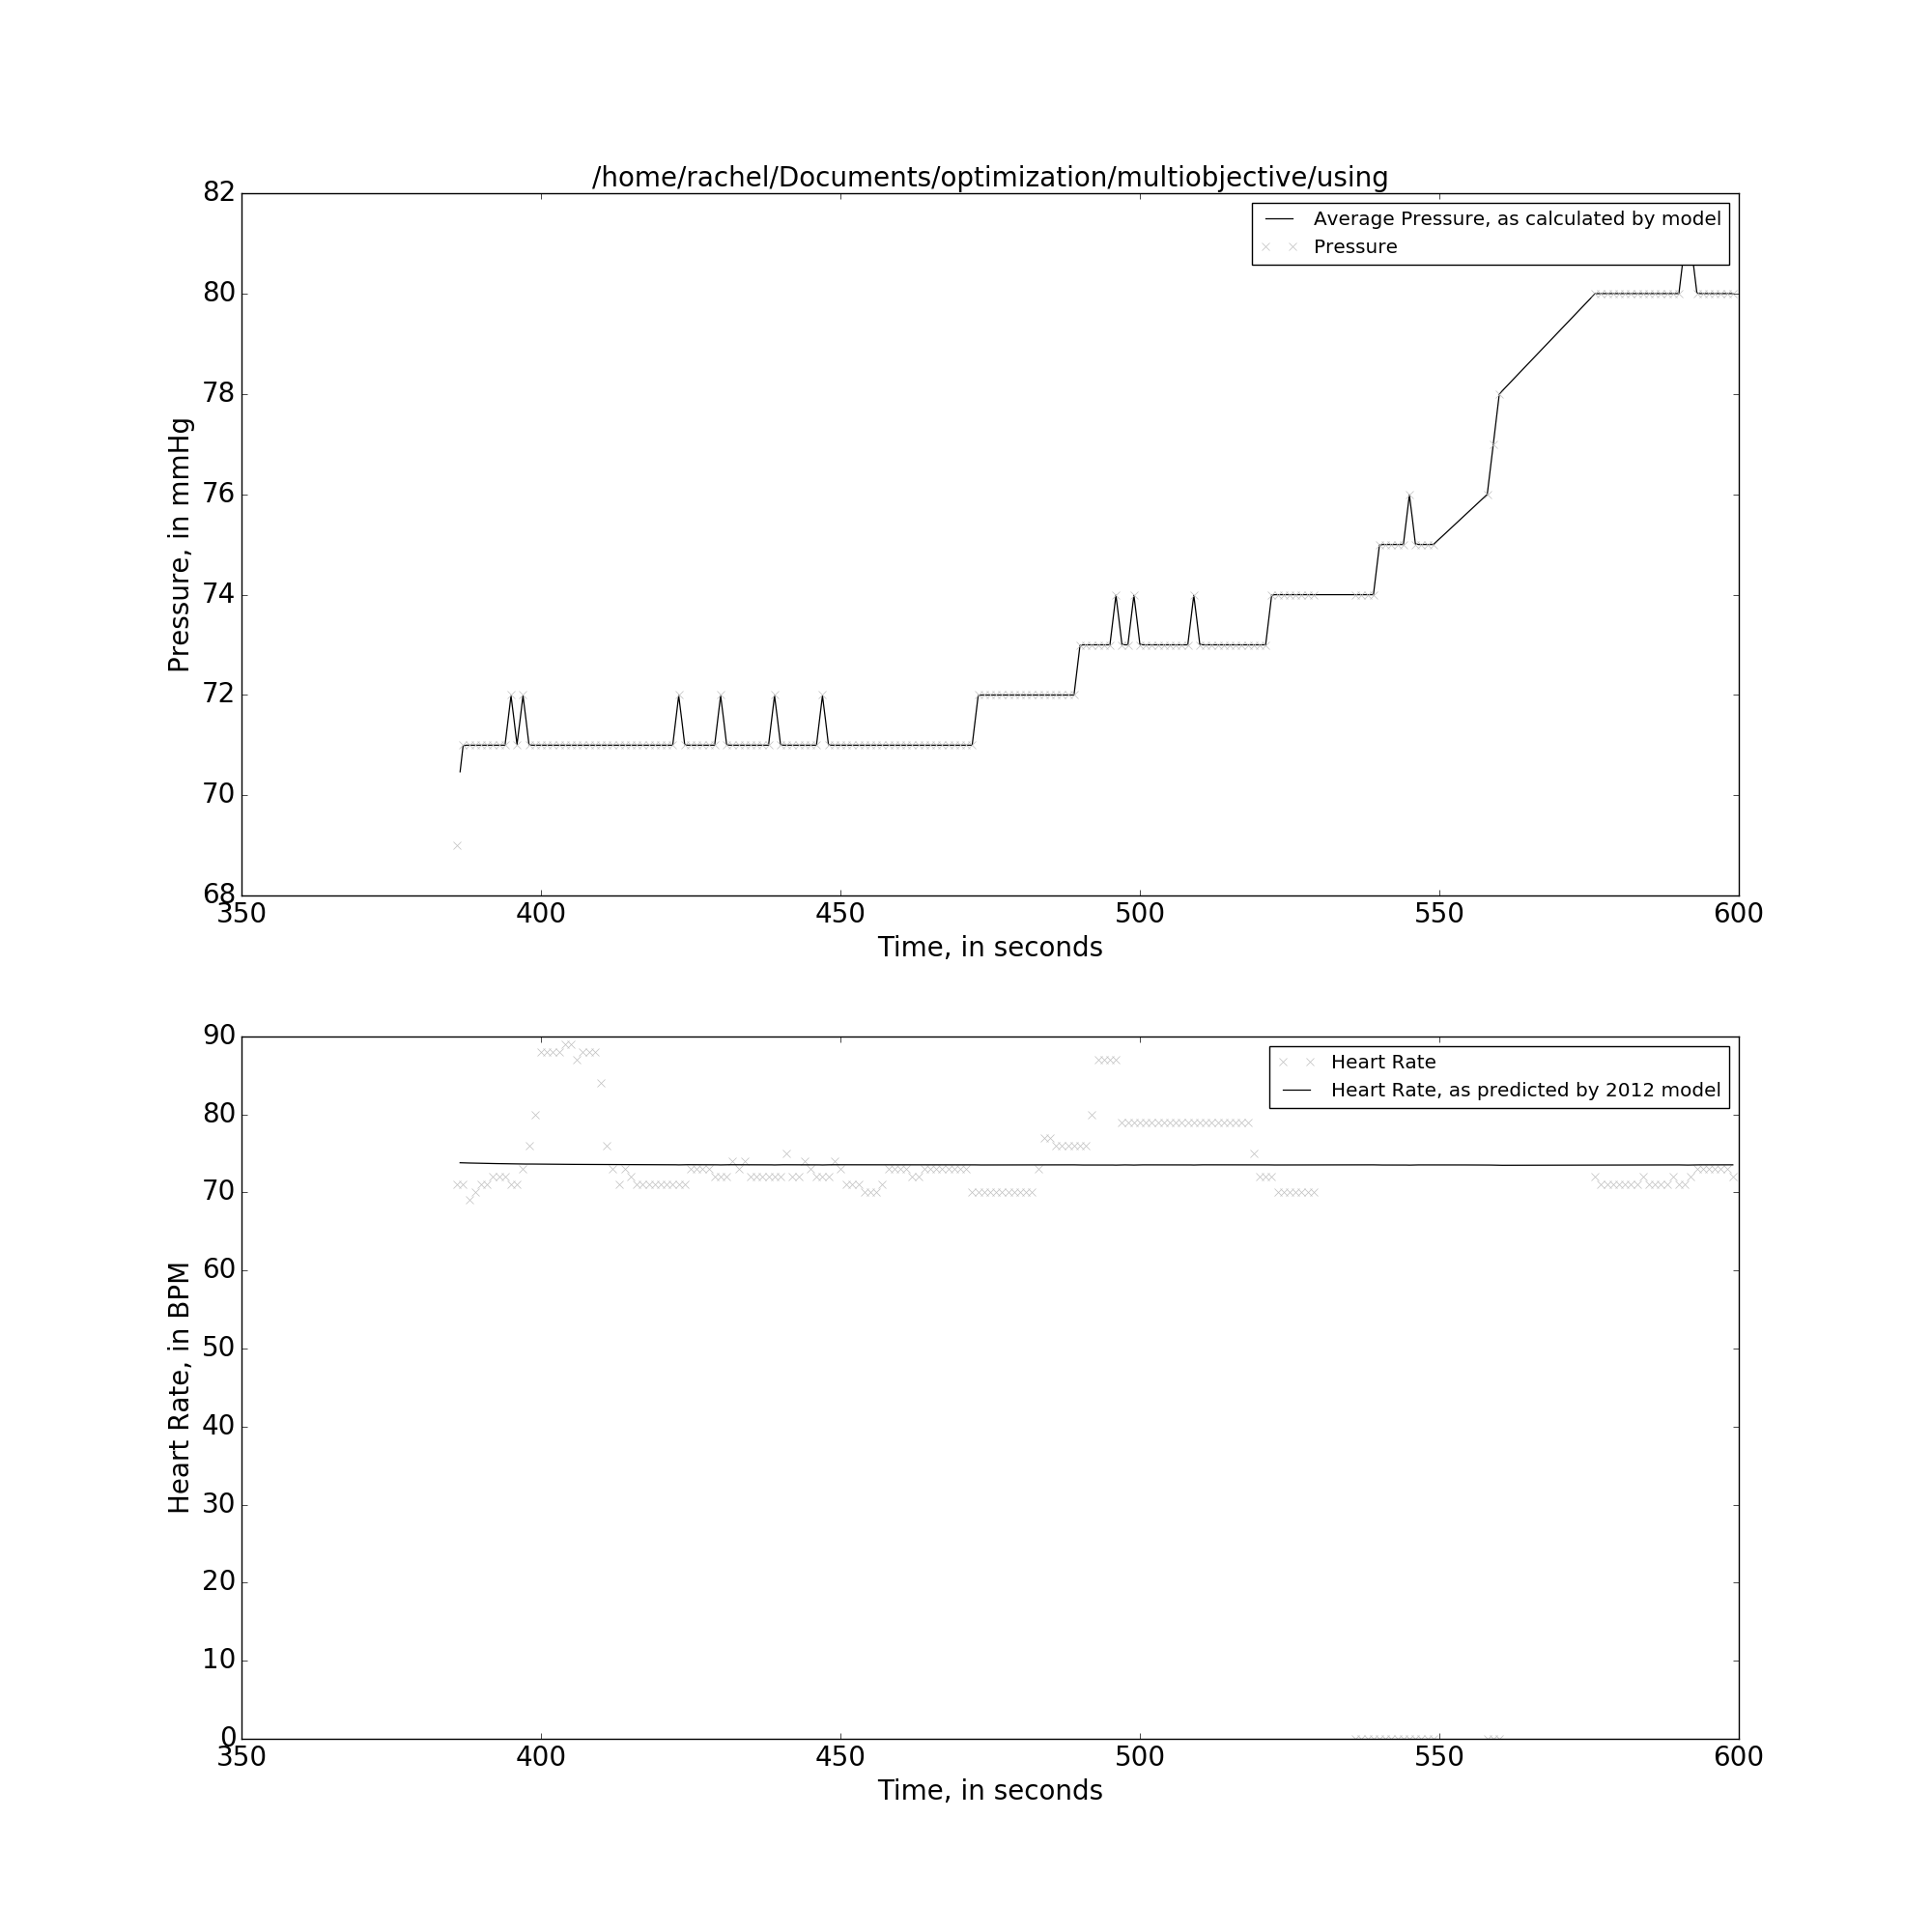 /home/rachel/Documents/optimization/multiobjective/using
82
80
78
76
74
72
70
68
Pressure, in mmHg
Average Pressure, as calculated by model
Pressure
350 400 450 500 550 600
Time, in seconds
90
80
70
60
50
40
30
20
10
0
Heart Rate, in BPM
Heart Rate
Heart Rate, as predicted by 2012 model
350 400 450 500 550 600
Time, in seconds